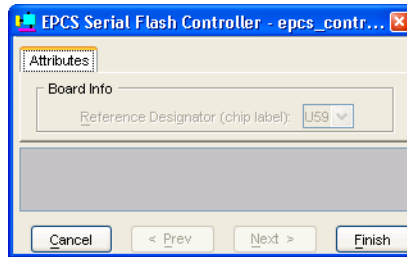 EPCS Serial Flash Controller - epcs_contr...
Attributes
Board Info
Reference Designator (chip label): U59
Cancel < Prev Next > Finish